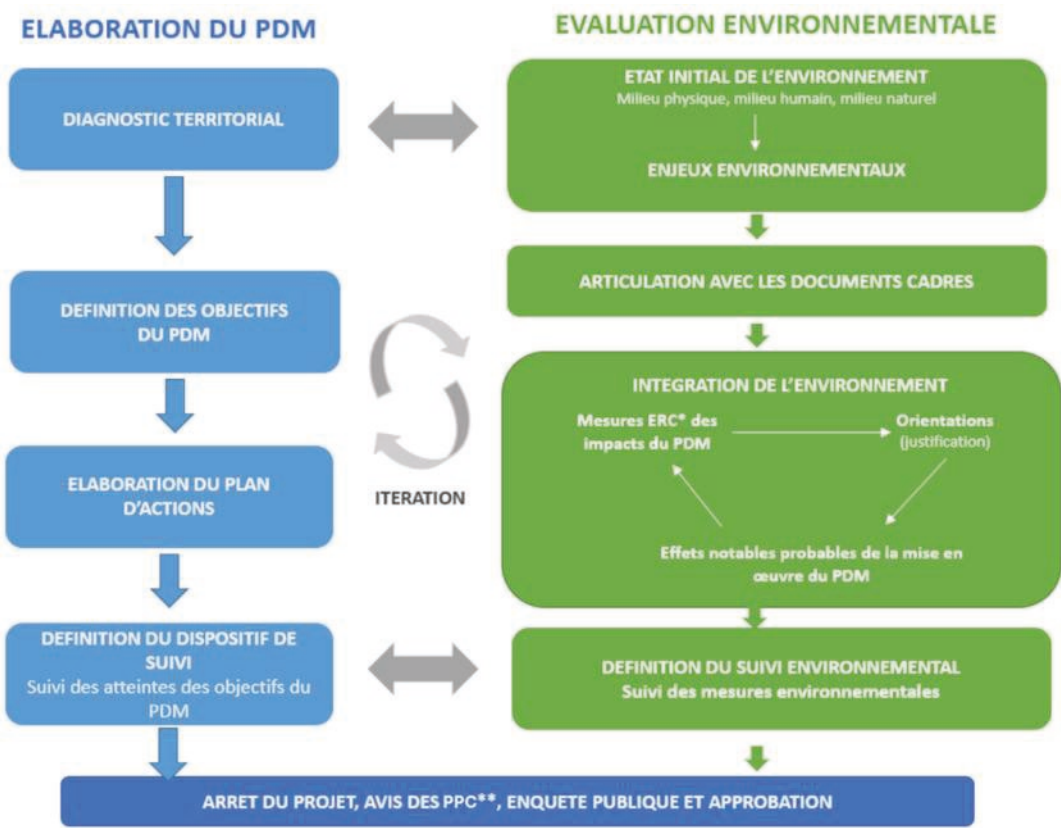 ELABORATION DU PDM
EVALUATION ENVIRONNEMENTALE
DIAGNOSTIC TERRITORIAL
ETAT INITIAL DE L'ENVIRONNEMENT
Milieu physique, milieu humain, milieu naturel
ENJEUX ENVIRONNEMENTAUX
ARTICULATION AVEC LES DOCUMENTS CADRES
DEFINITION DES OBJECTIFS
DU PDM
ITERATION
INTEGRATION DE L'ENVIRONNEMENT
Mesures ERC* des
impacts du PDM
Orientations
(justification)
Effets notables probables de la mise en
œuvre du PDM
ELABORATION DU PLAN
D'ACTIONS
DEFINITION DU DISPOSITIF DE
SUIVI
Suivi des atteintes des objectifs du
PDM
DEFINITION DU SUIVI ENVIRONNEMENTAL
Suivi des mesures environnementales
ARRET DU PROJET, AVIS DES PPC**, ENQUETE PUBLIQUE ET APPROBATION